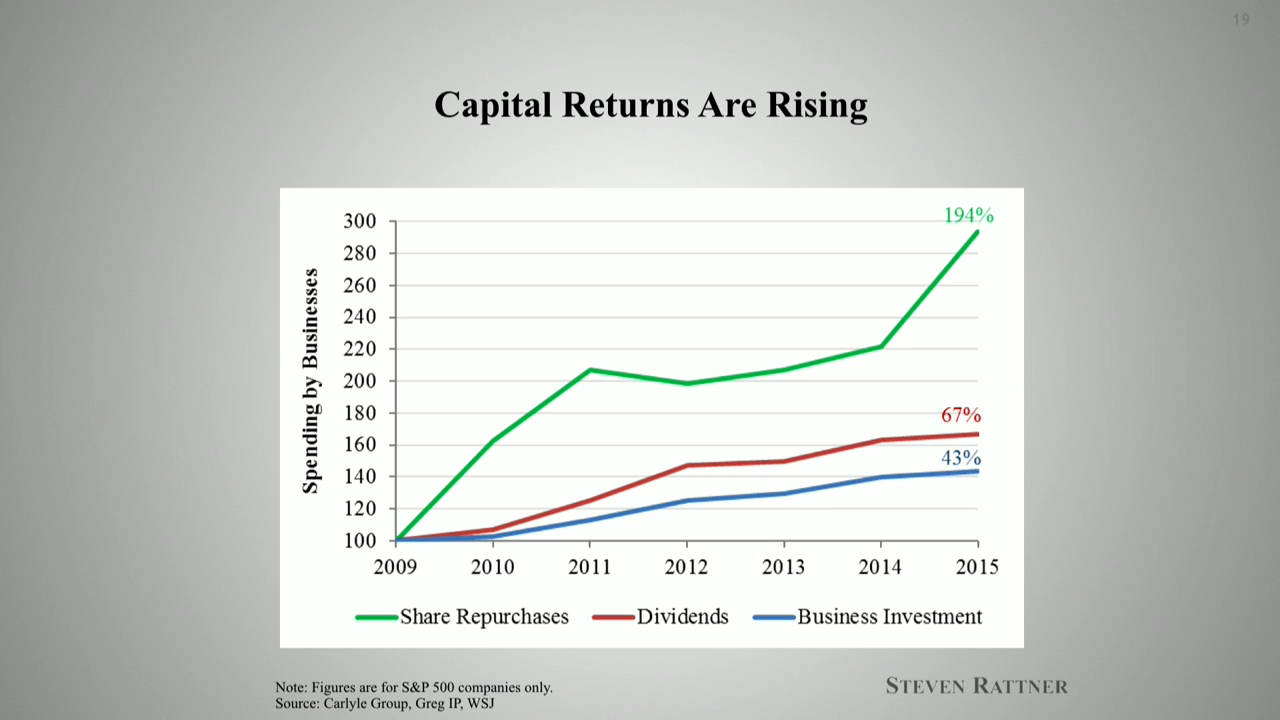 19
Capital Returns Are Rising
Spending by Businesses
300
280
260
240
220
200
180
160
140
120
100
194%
67%
43%
2009 2010 2011 2012 2013 2014 2015
Share Repurchases Dividends Business Investment
Note: Figures are for S&P 500 companies only.
Source: Carlyle Group, Greg IP, WSJ
STEVEN RATTNER